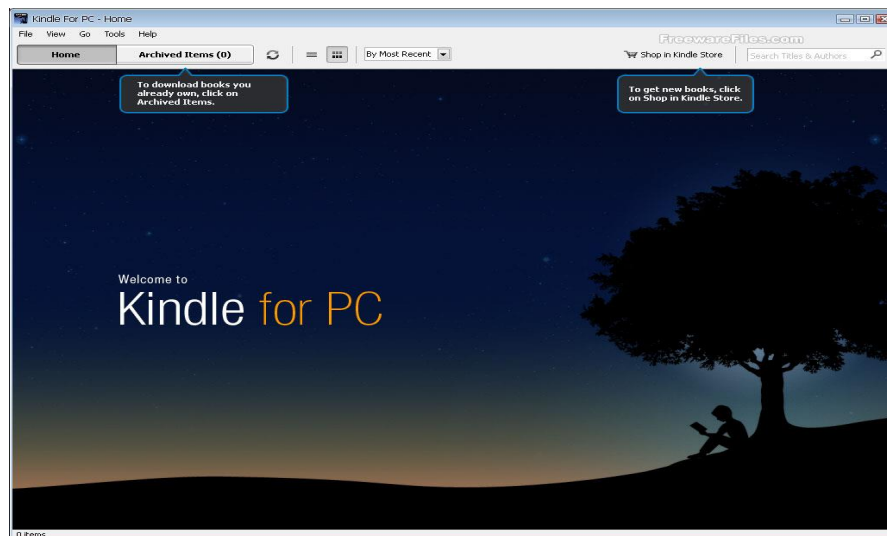 Kindle For PC - Home
File View Go Tools Help
FreewareFiles.com
Home Archived Items (0) By Most Recent Shop in Kindle Store Search Titles & Authors
To download books you
already own, click on
Archived Items.
To get new books, click
on Shop in Kindle Store.
Welcome to
Kindle for PC
0 items